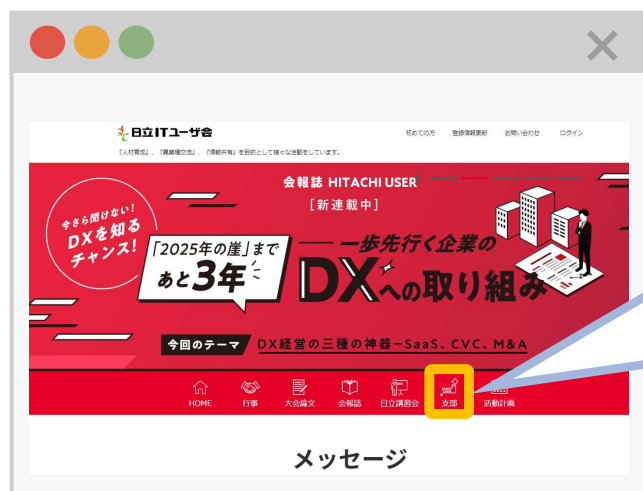 日立ITユーザ会
初めての方 登録情報更新 お問い合わせ ログイン
『人材育成』、『異業種交流』、『情報共有』を目的として様々な活動をしています。
会報誌 HITACHI USER
[新連載中]
今さら聞けない!
DXを知る
チャンス!
「2025年の崖」まで
あと3年
一歩先行く企業の
DXへの取り組み
今回のテーマ DX経営の三種の神器－SaaS、CVC、M&A
HOME 行事 大会論文 会報誌 日立講習会 支部 活動計画
メッセージ